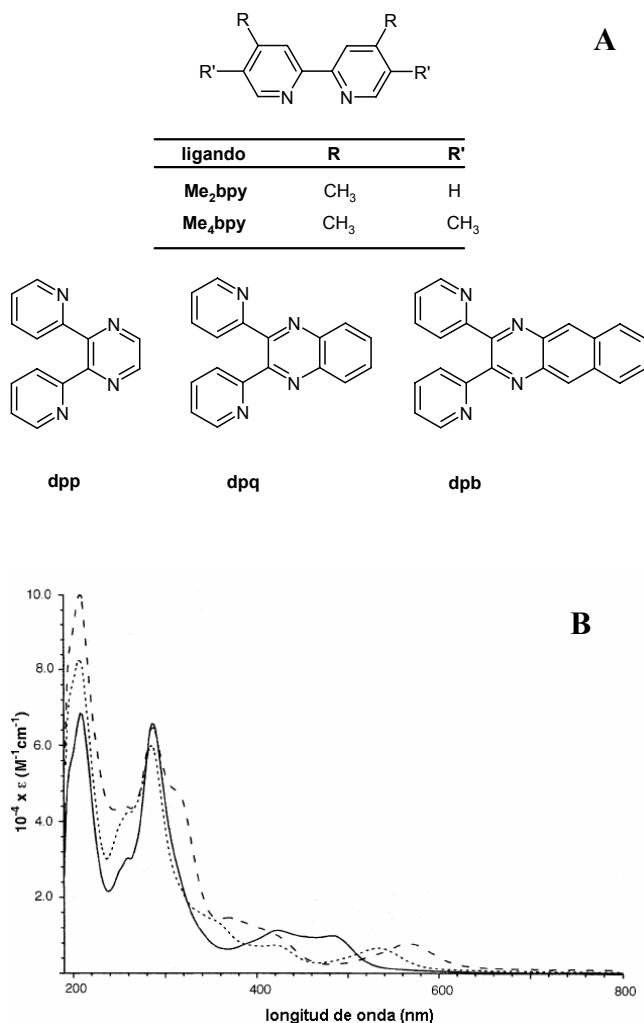 A
R R
R' R'
N N
ligando R R'
Me₂bpy CH₃ H
Me₄bpy CH₃ CH₃
N N N
N N N
N N N
N N N
dpp dpq dpb
B
10.0
8.0
6.0
4.0
2.0
10⁻⁴ x ε (M⁻¹cm⁻¹)
200 400 600 800
longitud de onda (nm)